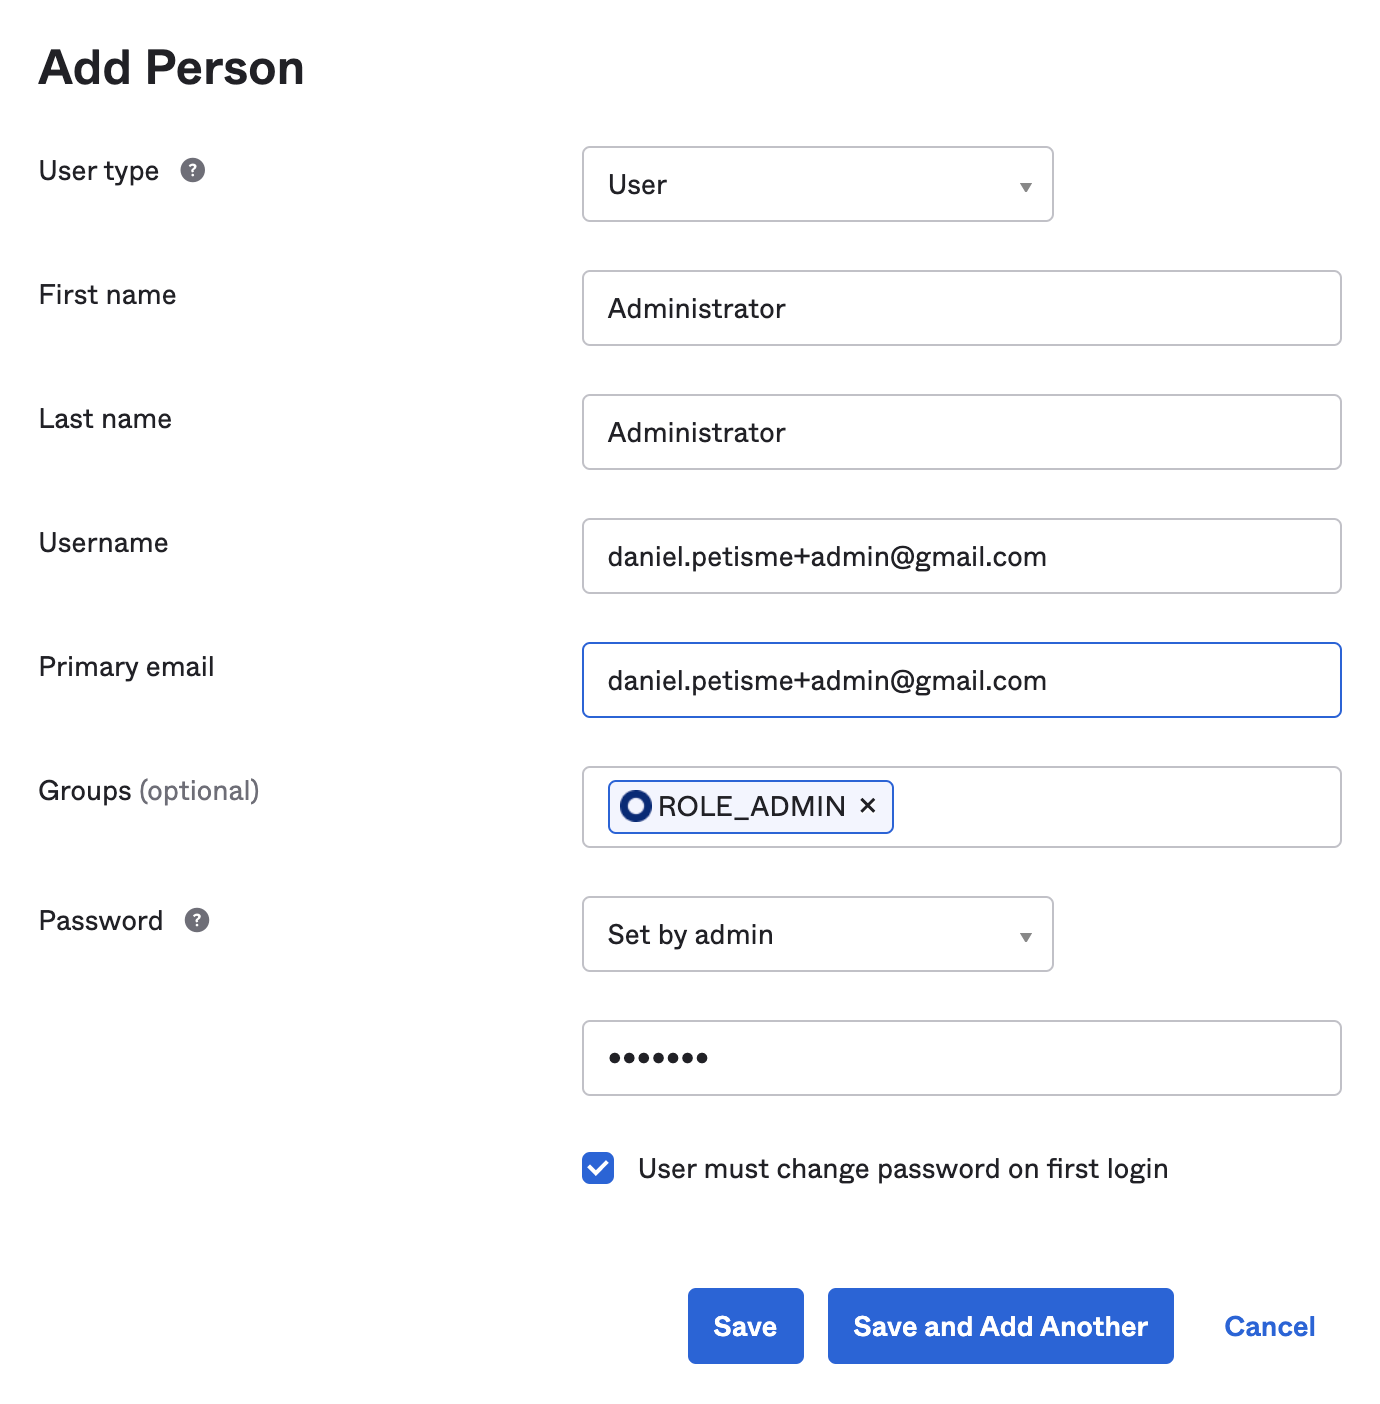 Add Person
User type ?
User
First name
Administrator
Last name
Administrator
Username
daniel.petisme+admin@gmail.com
Primary email
daniel.petisme+admin@gmail.com
Groups (optional)
ROLE_ADMIN ×
Password ?
Set by admin
•••••••
User must change password on first login
Save
Save and Add Another
Cancel